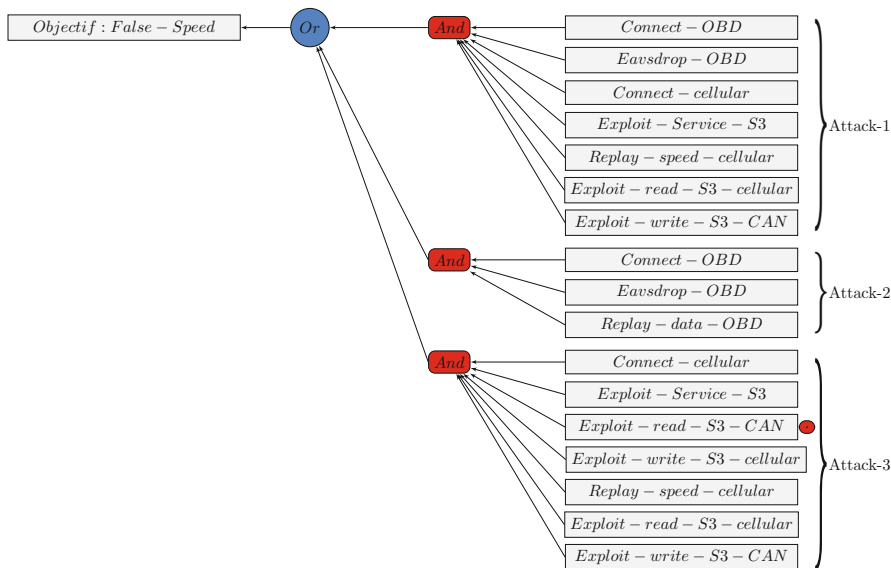 Objectif : False − Speed
Or
And
Connect − OBD
Eavsdrop − OBD
Connect − cellular
Exploit − Service − S3
Replay − speed − cellular
Exploit − read − S3 − cellular
Exploit − write − S3 − CAN
Attack-1
And
Connect − OBD
Eavsdrop − OBD
Replay − data − OBD
Attack-2
And
Connect − cellular
Exploit − Service − S3
Exploit − read − S3 − CAN
Exploit − write − S3 − cellular
Replay − speed − cellular
Exploit − read − S3 − cellular
Exploit − write − S3 − CAN
Attack-3